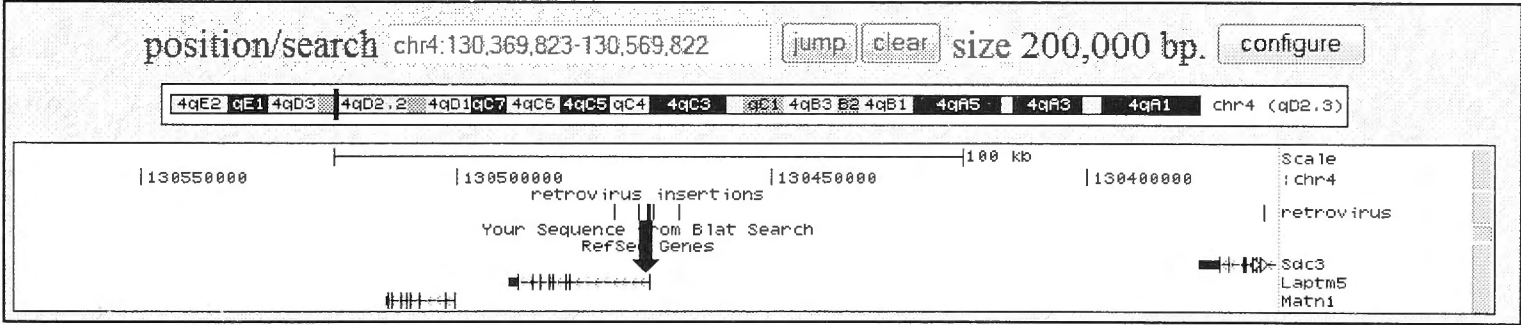 position/search chr4:130,369,823-130,569,822 jump clear size 200,000 bp. configure
4qE2 qE1 4qD3 4qD2.2 4qD1 qC7 4qC6 4qC5 qC4 4qC3 qC1 4qB3 B2 4qB1 4qA5 4qA3 4qA1 chr4 (qD2.3)
100 kb Scale
|130550000 |130500000 |130450000 |130400000 chr4
retrovirus insertions
retrovirus
Your Sequence from Blat Search
RefSeq Genes
Sdc3
Laptm5
Matn1